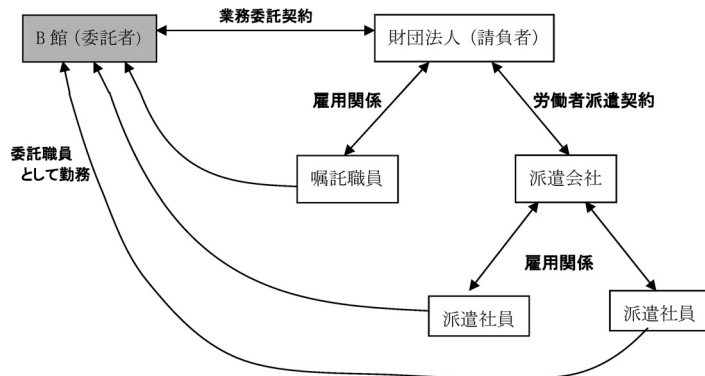 業務委託契約
B館（委託者）
財団法人（請負者）
雇用関係
労働者派遣契約
委託職員
として勤務
嘱託職員
派遣会社
雇用関係
派遣社員
派遣社員